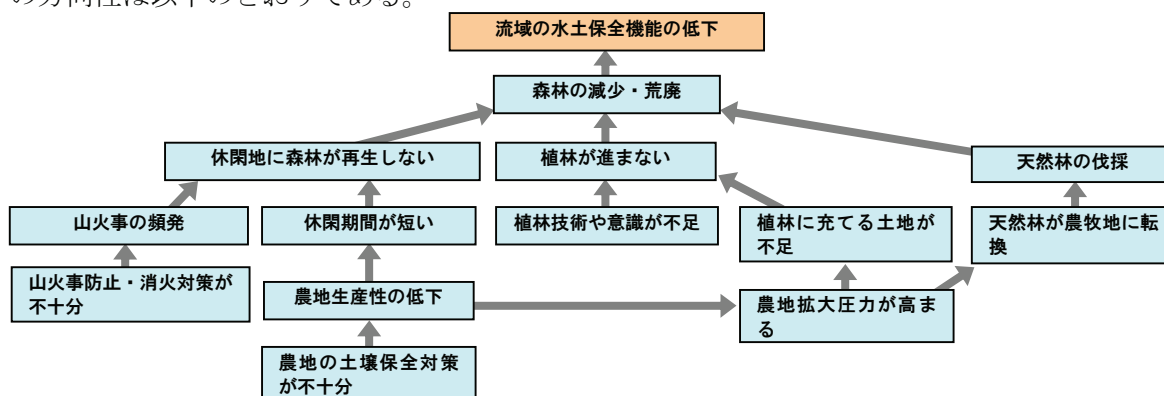 の方向性は以下のとおりである。
流域の水土保全機能の低下
森林の減少・荒廃
休閑地に森林が再生しない
植林が進まない
天然林の伐採
山火事の頻発
休閑期間が短い
植林技術や意識が不足
植林に充てる土地が
不足
天然林が農牧地に転
換
山火事防止・消火対策が
不十分
農地生産性の低下
農地拡大圧力が高ま
る
農地の土壌保全対策
が不十分